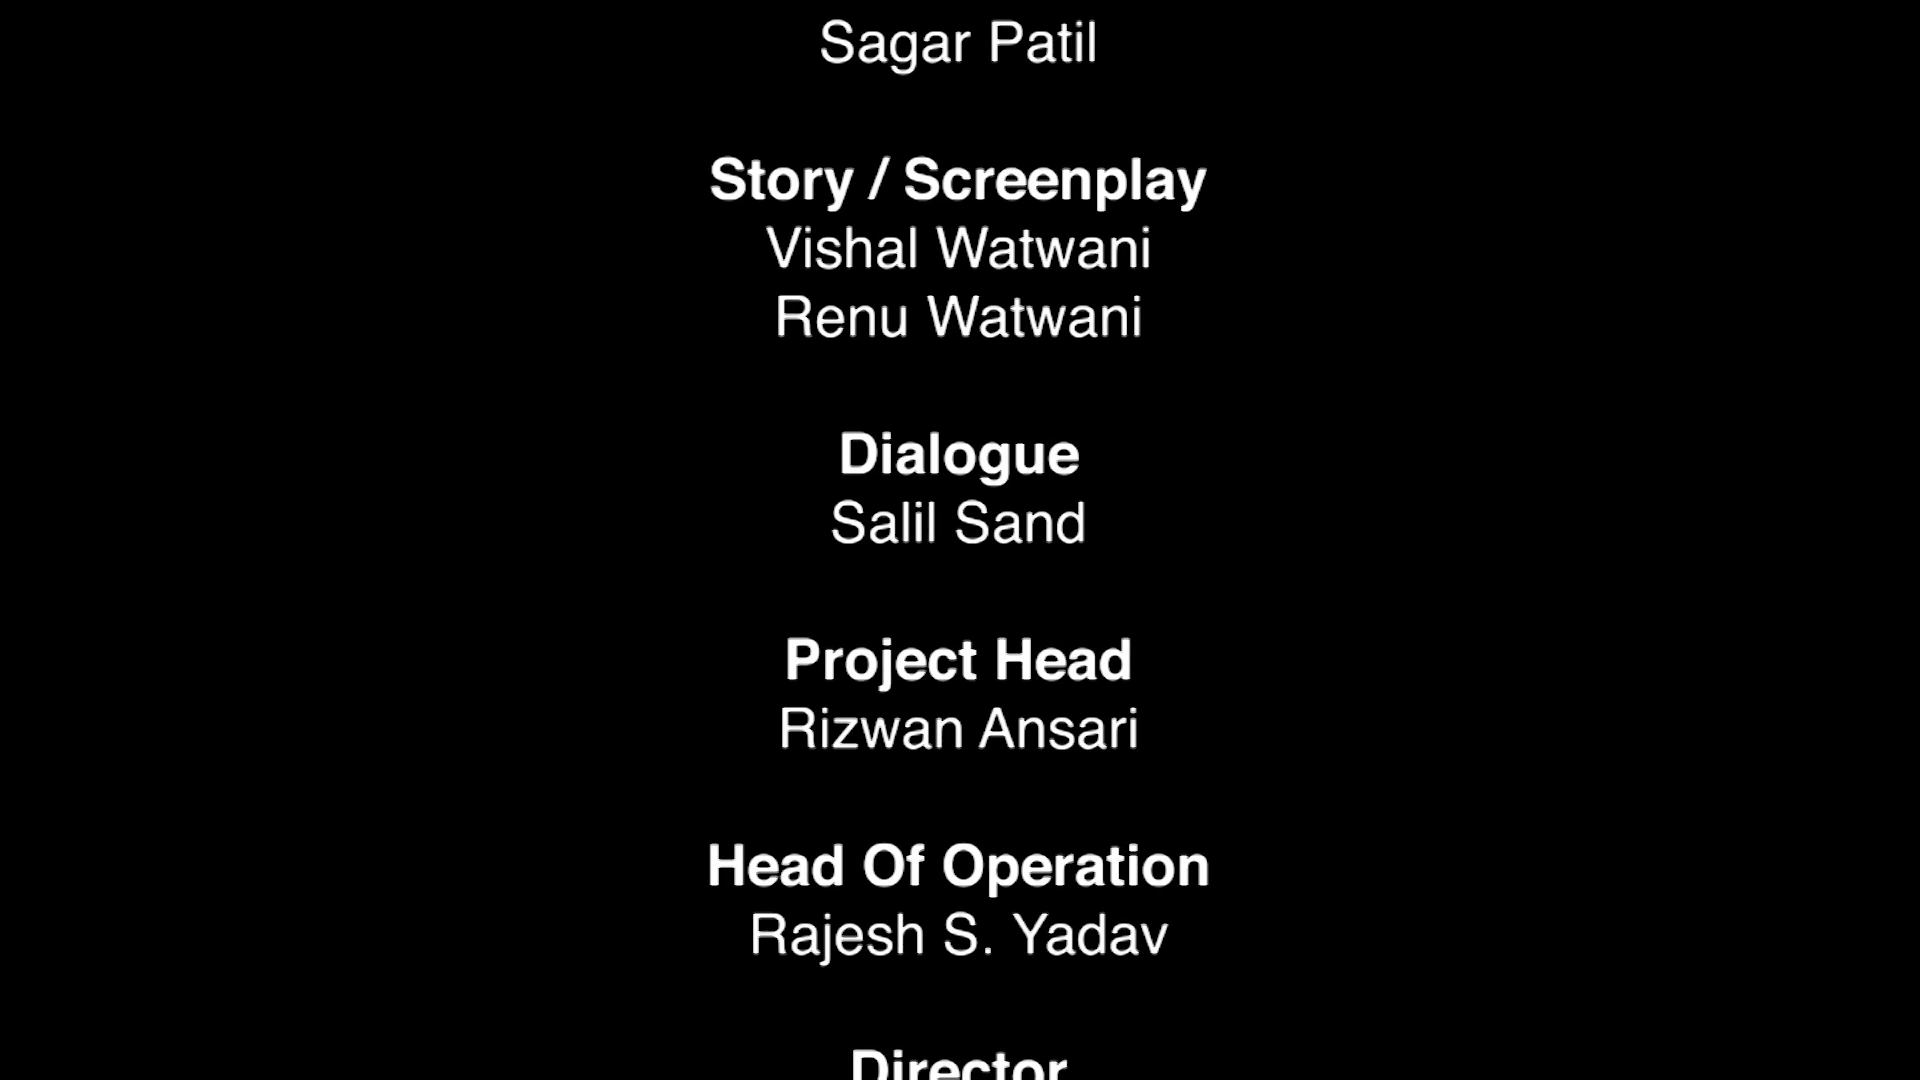 Sagar Patil
Story / Screenplay
Vishal Watwani
Renu Watwani
Dialogue
Salil Sand
Project Head
Rizwan Ansari
Head Of Operation
Rajesh S. Yadav
Director